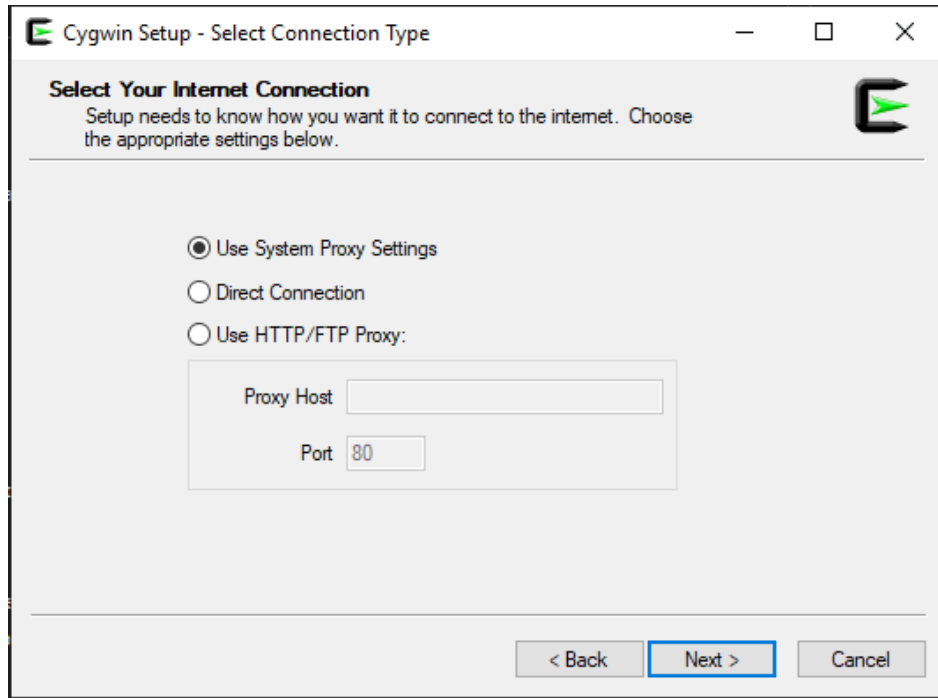 Cygwin Setup - Select Connection Type
Select Your Internet Connection
Setup needs to know how you want it to connect to the internet. Choose
the appropriate settings below.
Use System Proxy Settings
Direct Connection
Use HTTP/FTP Proxy:
Proxy Host
Port 80
< Back Next > Cancel